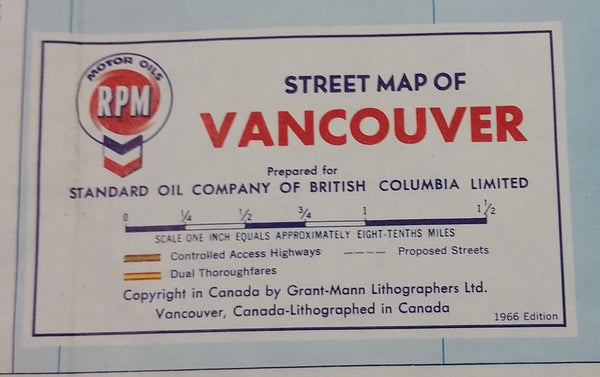 MOTOR OILS
RPM
STREET MAP OF
VANCOUVER
Prepared for
STANDARD OIL COMPANY OF BRITISH COLUMBIA LIMITED
0 1/4 1/2 3/4 1 1 1/2
SCALE ONE INCH EQUALS APPROXIMATELY EIGHT-TENTHS MILES
Controlled Access Highways ---- Proposed Streets
Dual Thoroughfares
Copyright in Canada by Grant-Mann Lithographers Ltd.
Vancouver, Canada-Lithographed in Canada
1966 Edition